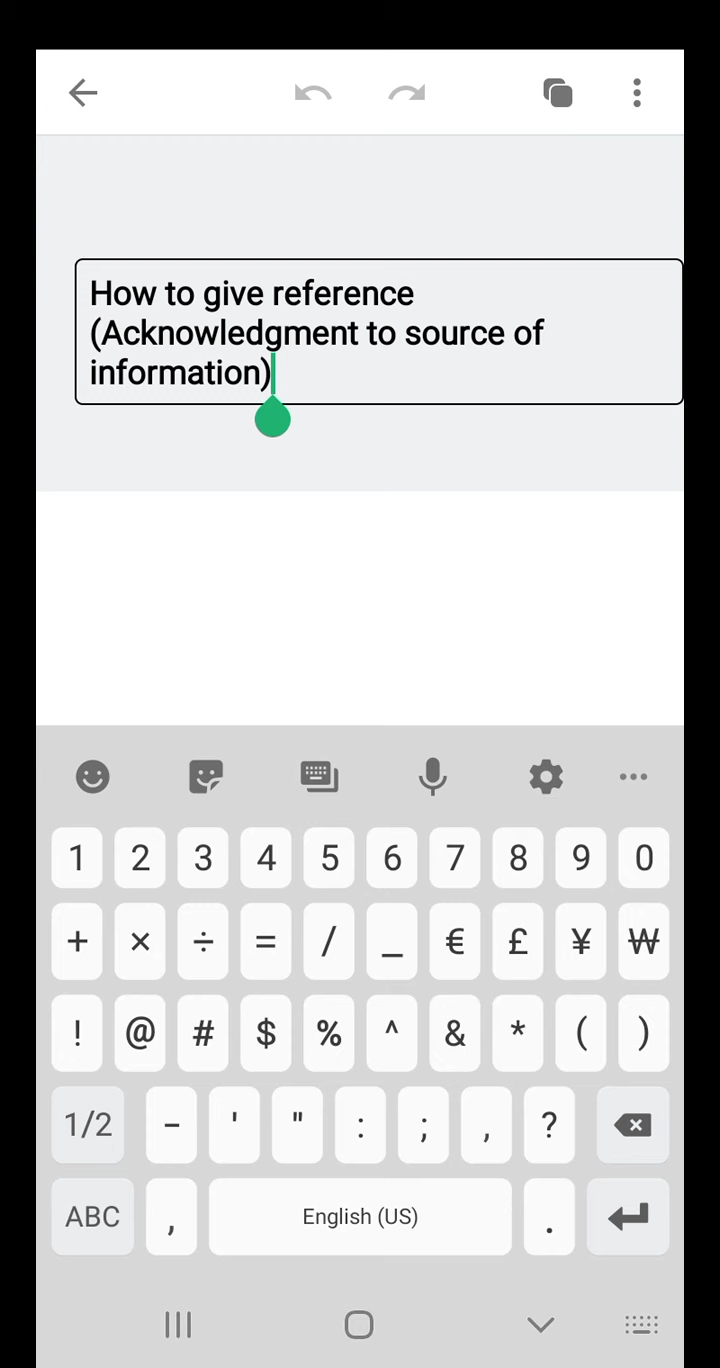 How to give reference
(Acknowledgment to source of
information)
1 2 3 4 5 6 7 8 9 0
+ × ÷ = / _ € £ ¥ ₩
! @ # $ % ^ & * ( )
1/2 - ' " : ; , ?
ABC , English (US) .